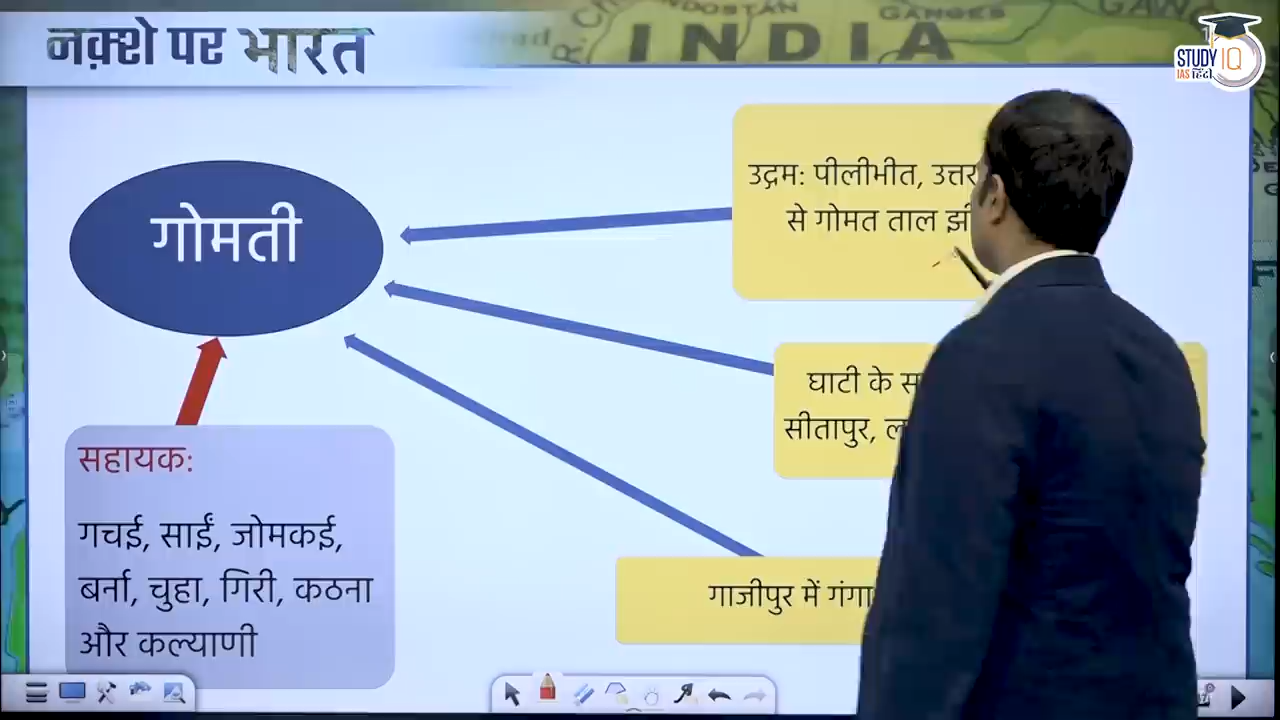 नक़्शे पर भारत
INDIA
GANGES
STUDY IQ
IAS हिंदी
गोमती
उद्गम: पीलीभीत, उत्तर
से गोमत ताल
घाटी के
सीतापुर,
गाजीपुर में गंगा
सहायक:
गचई, साईं, जोमकई,
बर्ना, चुहा, गिरी, कठना
और कल्याणी